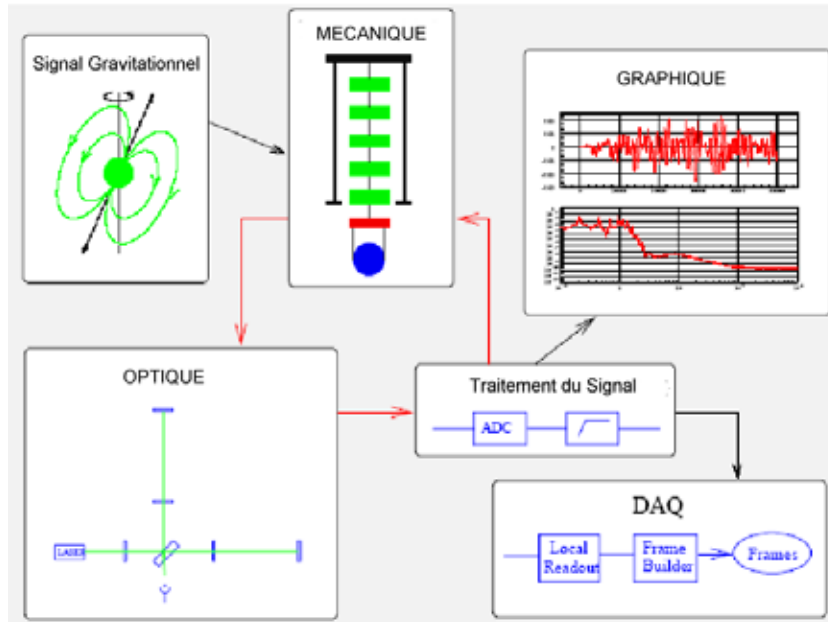 Signal Gravitationnel
MECANIQUE
GRAPHIQUE
OPTIQUE
LASER
Traitement du Signal
ADC
DAQ
Local
Readout
Frame
Builder
Frames